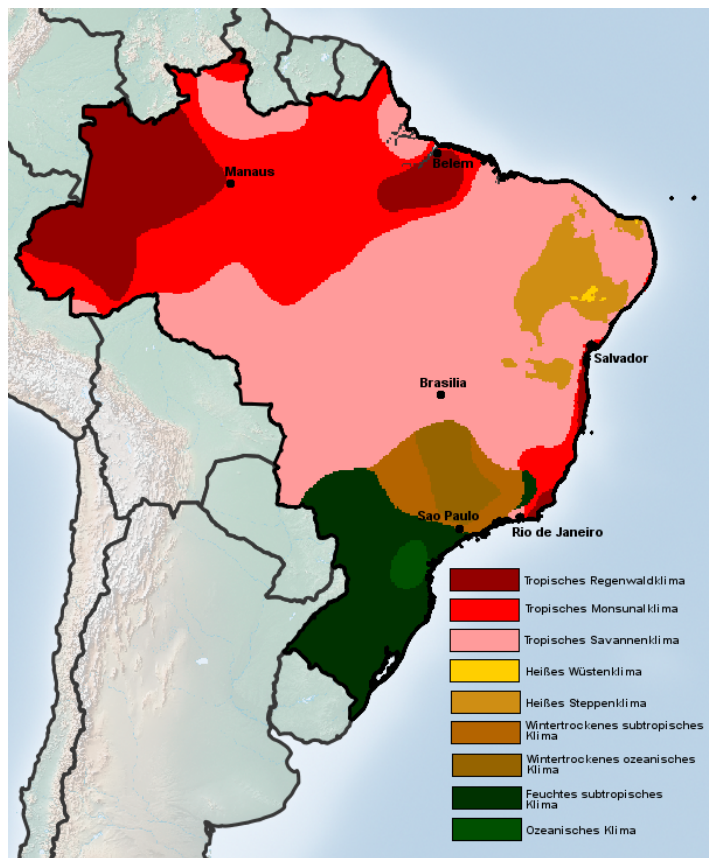 Manaus
Belem
Salvador
Brasilia
Sao Paulo
Rio de Janeiro
Tropisches Regenwaldklima
Tropisches Monsunalklima
Tropisches Savannenklima
Heißes Wüstenklima
Heißes Steppenklima
Wintertrockenes subtropisches
Klima
Wintertrockenes ozeanisches
Klima
Feuchtes subtropisches
Klima
Ozeanisches Klima